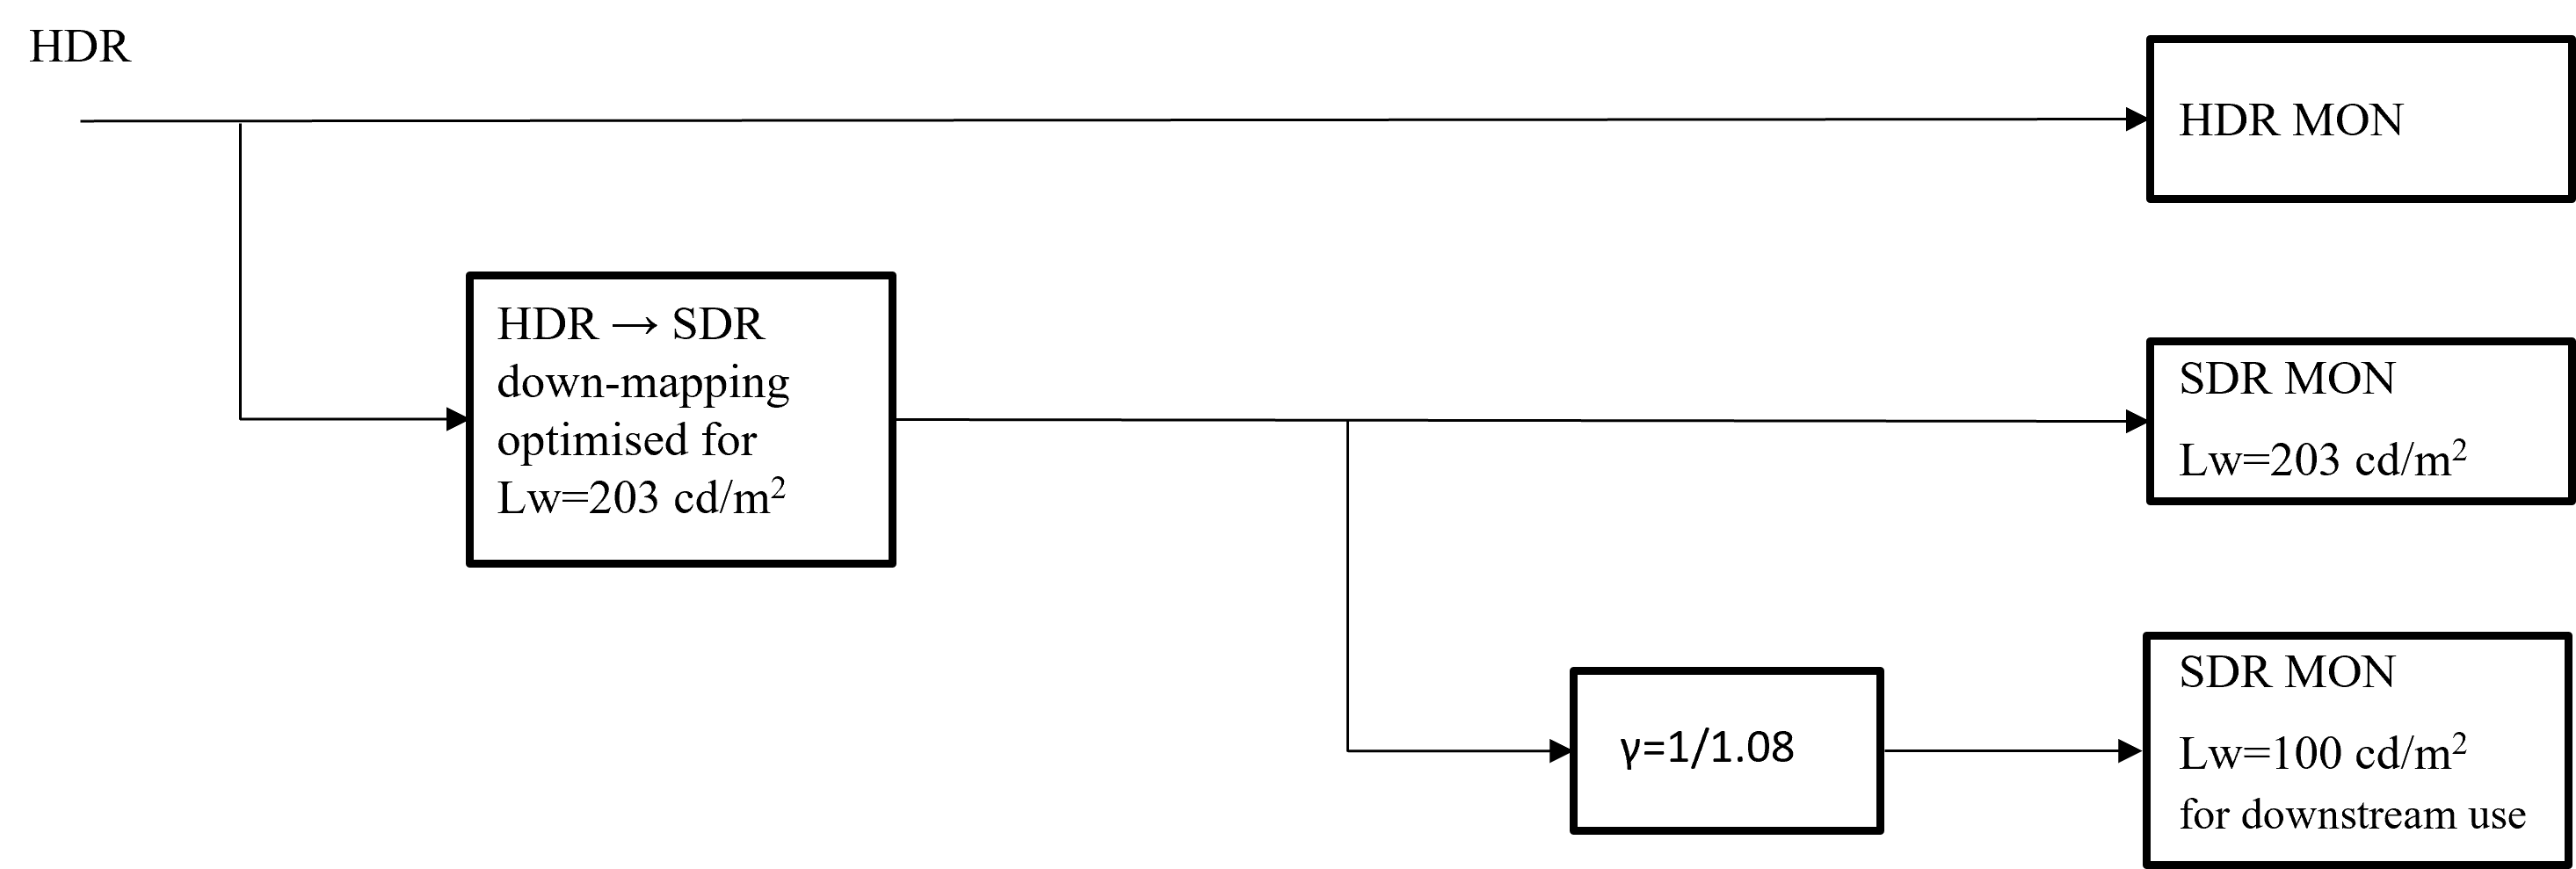 HDR
HDR MON
HDR → SDR
down-mapping
optimised for
Lw=203 cd/m²
SDR MON
Lw=203 cd/m²
γ=1/1.08
SDR MON
Lw=100 cd/m²
for downstream use